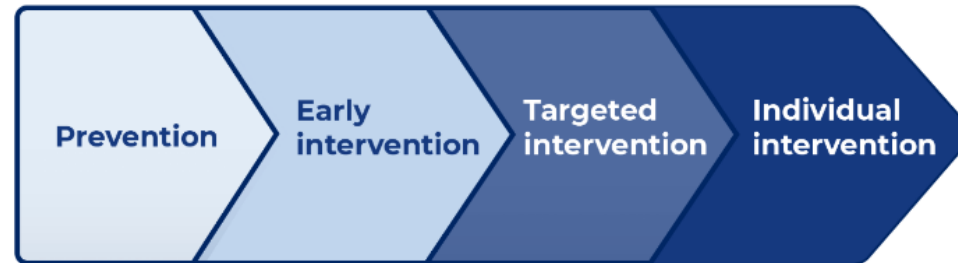 Prevention
Early
intervention
Targeted
intervention
Individual
intervention